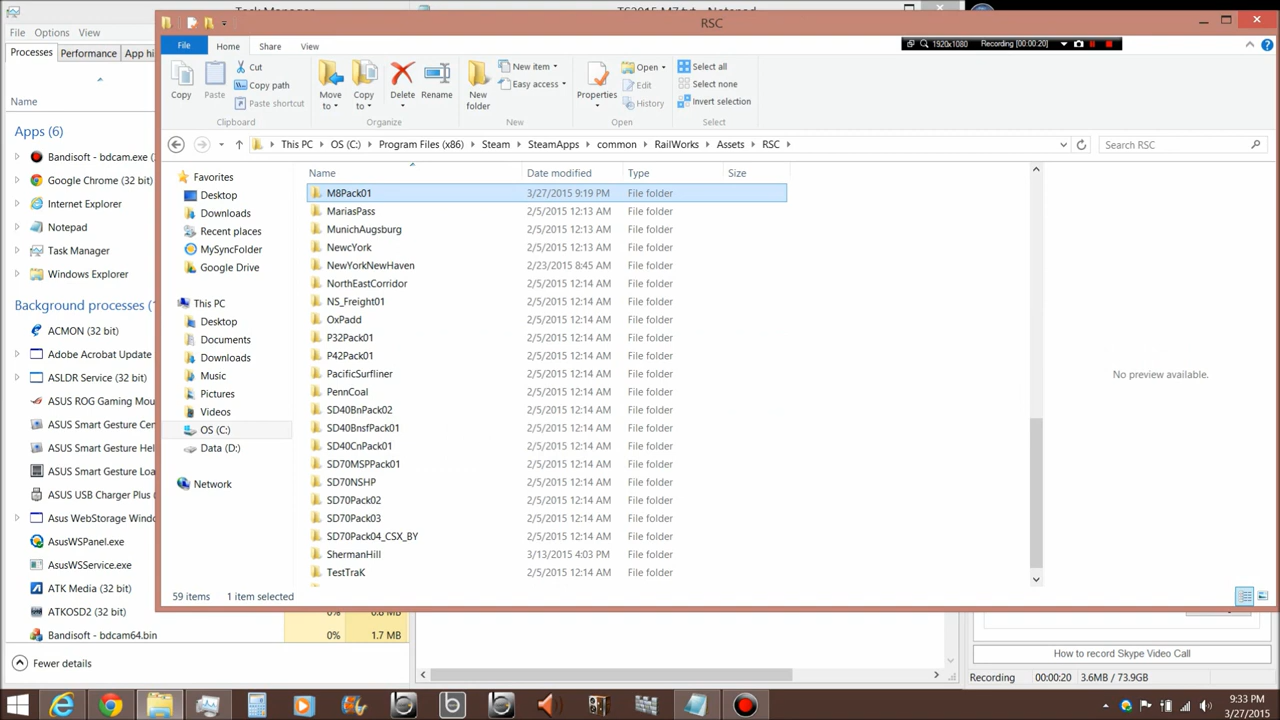 Task Manager
TS2015 M7.txt - Notepad
RSC
File Options View
File Home Share View
1920x1080 Recording [00:00:20]
Processes Performance App hi
Copy
Paste
Cut
Copy path
Paste shortcut
Clipboard
Move to
Copy to
Delete
Rename
Organize
New folder
New item
Easy access
New
Properties
Open
Edit
History
Open
Select all
Select none
Invert selection
Select
This PC OS (C:) Program Files (x86) Steam SteamApps common RailWorks Assets RSC
Search RSC
Name
Apps (6)
Bandisoft - bdcam.exe
Google Chrome (32 bit)
Internet Explorer
Notepad
Task Manager
Windows Explorer
Background processes
ACMON (32 bit)
Adobe Acrobat Update
ASLDR Service (32 bit)
ASUS ROG Gaming Mou
ASUS Smart Gesture Cen
ASUS Smart Gesture Help
ASUS Smart Gesture Loa
ASUS USB Charger Plus
Asus WebStorage Windo
AsusWSPanel.exe
AsusWSService.exe
ATK Media (32 bit)
ATKOSD2 (32 bit)
Bandisoft - bdcam64.bin
0% 0.8 MB
0% 1.7 MB
Fewer details
Favorites
Desktop
Downloads
Recent places
MySyncFolder
Google Drive
This PC
Desktop
Documents
Downloads
Music
Pictures
Videos
OS (C:)
Data (D:)
Network
Name Date modified Type Size
M8Pack01 3/27/2015 9:19 PM File folder
MariasPass 2/5/2015 12:13 AM File folder
MunichAugsburg 2/5/2015 12:13 AM File folder
NewcYork 2/5/2015 12:13 AM File folder
NewYorkNewHaven 2/23/2015 8:45 AM File folder
NorthEastCorridor 2/5/2015 12:14 AM File folder
NS_Freight01 2/5/2015 12:14 AM File folder
OxPadd 2/5/2015 12:14 AM File folder
P32Pack01 2/5/2015 12:14 AM File folder
P42Pack01 2/5/2015 12:14 AM File folder
PacificSurfliner 2/5/2015 12:14 AM File folder
PennCoal 2/5/2015 12:14 AM File folder
SD40BnPack02 2/5/2015 12:14 AM File folder
SD40BnsfPack01 2/5/2015 12:14 AM File folder
SD40CnPack01 2/5/2015 12:14 AM File folder
SD70MSPPack01 2/5/2015 12:14 AM File folder
SD70NSHP 2/5/2015 12:14 AM File folder
SD70Pack02 2/5/2015 12:14 AM File folder
SD70Pack03 2/5/2015 12:14 AM File folder
SD70Pack04_CSX_BY 2/5/2015 12:14 AM File folder
ShermanHill 3/13/2015 4:03 PM File folder
TestTraK 2/5/2015 12:14 AM File folder
No preview available.
59 items 1 item selected
How to record Skype Video Call
Recording 00:00:20 3.6MB / 73.9GB
9:33 PM
3/27/2015